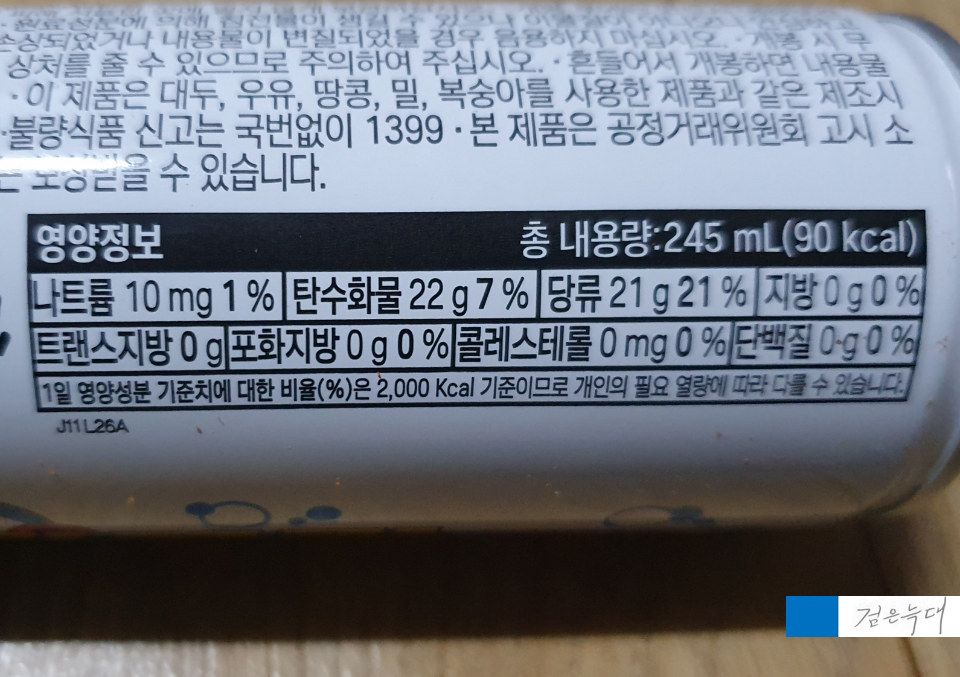 손상되었거나 내용물이 변질되었을 경우 음용하지 마십시오. · 개봉 시 무
상처를 줄 수 있으므로 주의하여 주십시오. · 흔들어서 개봉하면 내용물
· 이 제품은 대두, 우유, 땅콩, 밀, 복숭아를 사용한 제품과 같은 제조시
·불량식품 신고는 국번없이 1399 · 본 제품은 공정거래위원회 고시 소
보상받을 수 있습니다.
영양정보 총 내용량:245 mL(90 kcal)
나트륨 10 mg 1 % 탄수화물 22 g 7 % 당류 21 g 21 % 지방 0 g 0 %
트랜스지방 0 g 포화지방 0 g 0 % 콜레스테롤 0 mg 0 % 단백질 0 g 0 %
1일 영양성분 기준치에 대한 비율(%)은 2,000 Kcal 기준이므로 개인의 필요 열량에 따라 다를 수 있습니다.
J11L26A
검은늑대